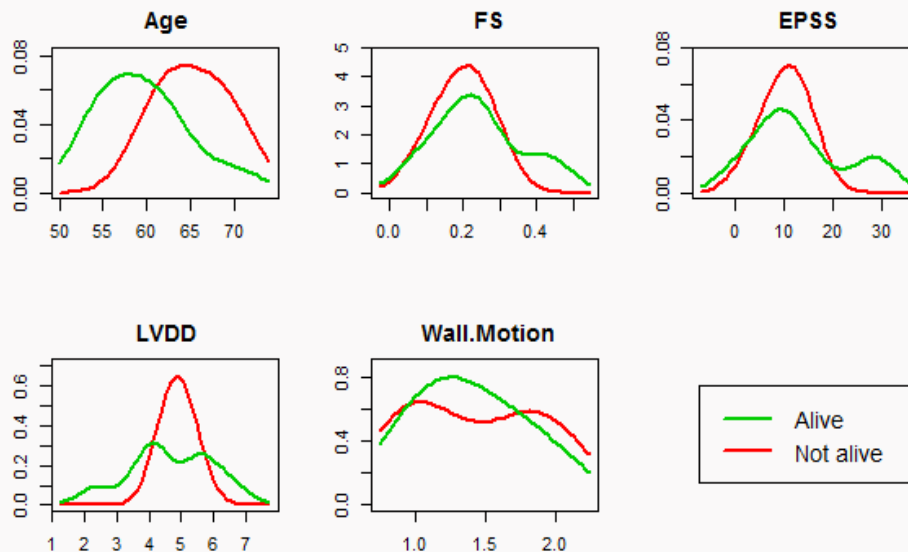 Age
FS
EPSS
0.00 0.04 0.08
50 55 60 65 70
0 1 2 3 4 5
0.0 0.2 0.4
0.00 0.04 0.08
0 10 20 30
LVDD
Wall.Motion
0.0 0.2 0.4 0.6
1 2 3 4 5 6 7
0.0 0.4 0.8
1.0 1.5 2.0
Alive
Not alive